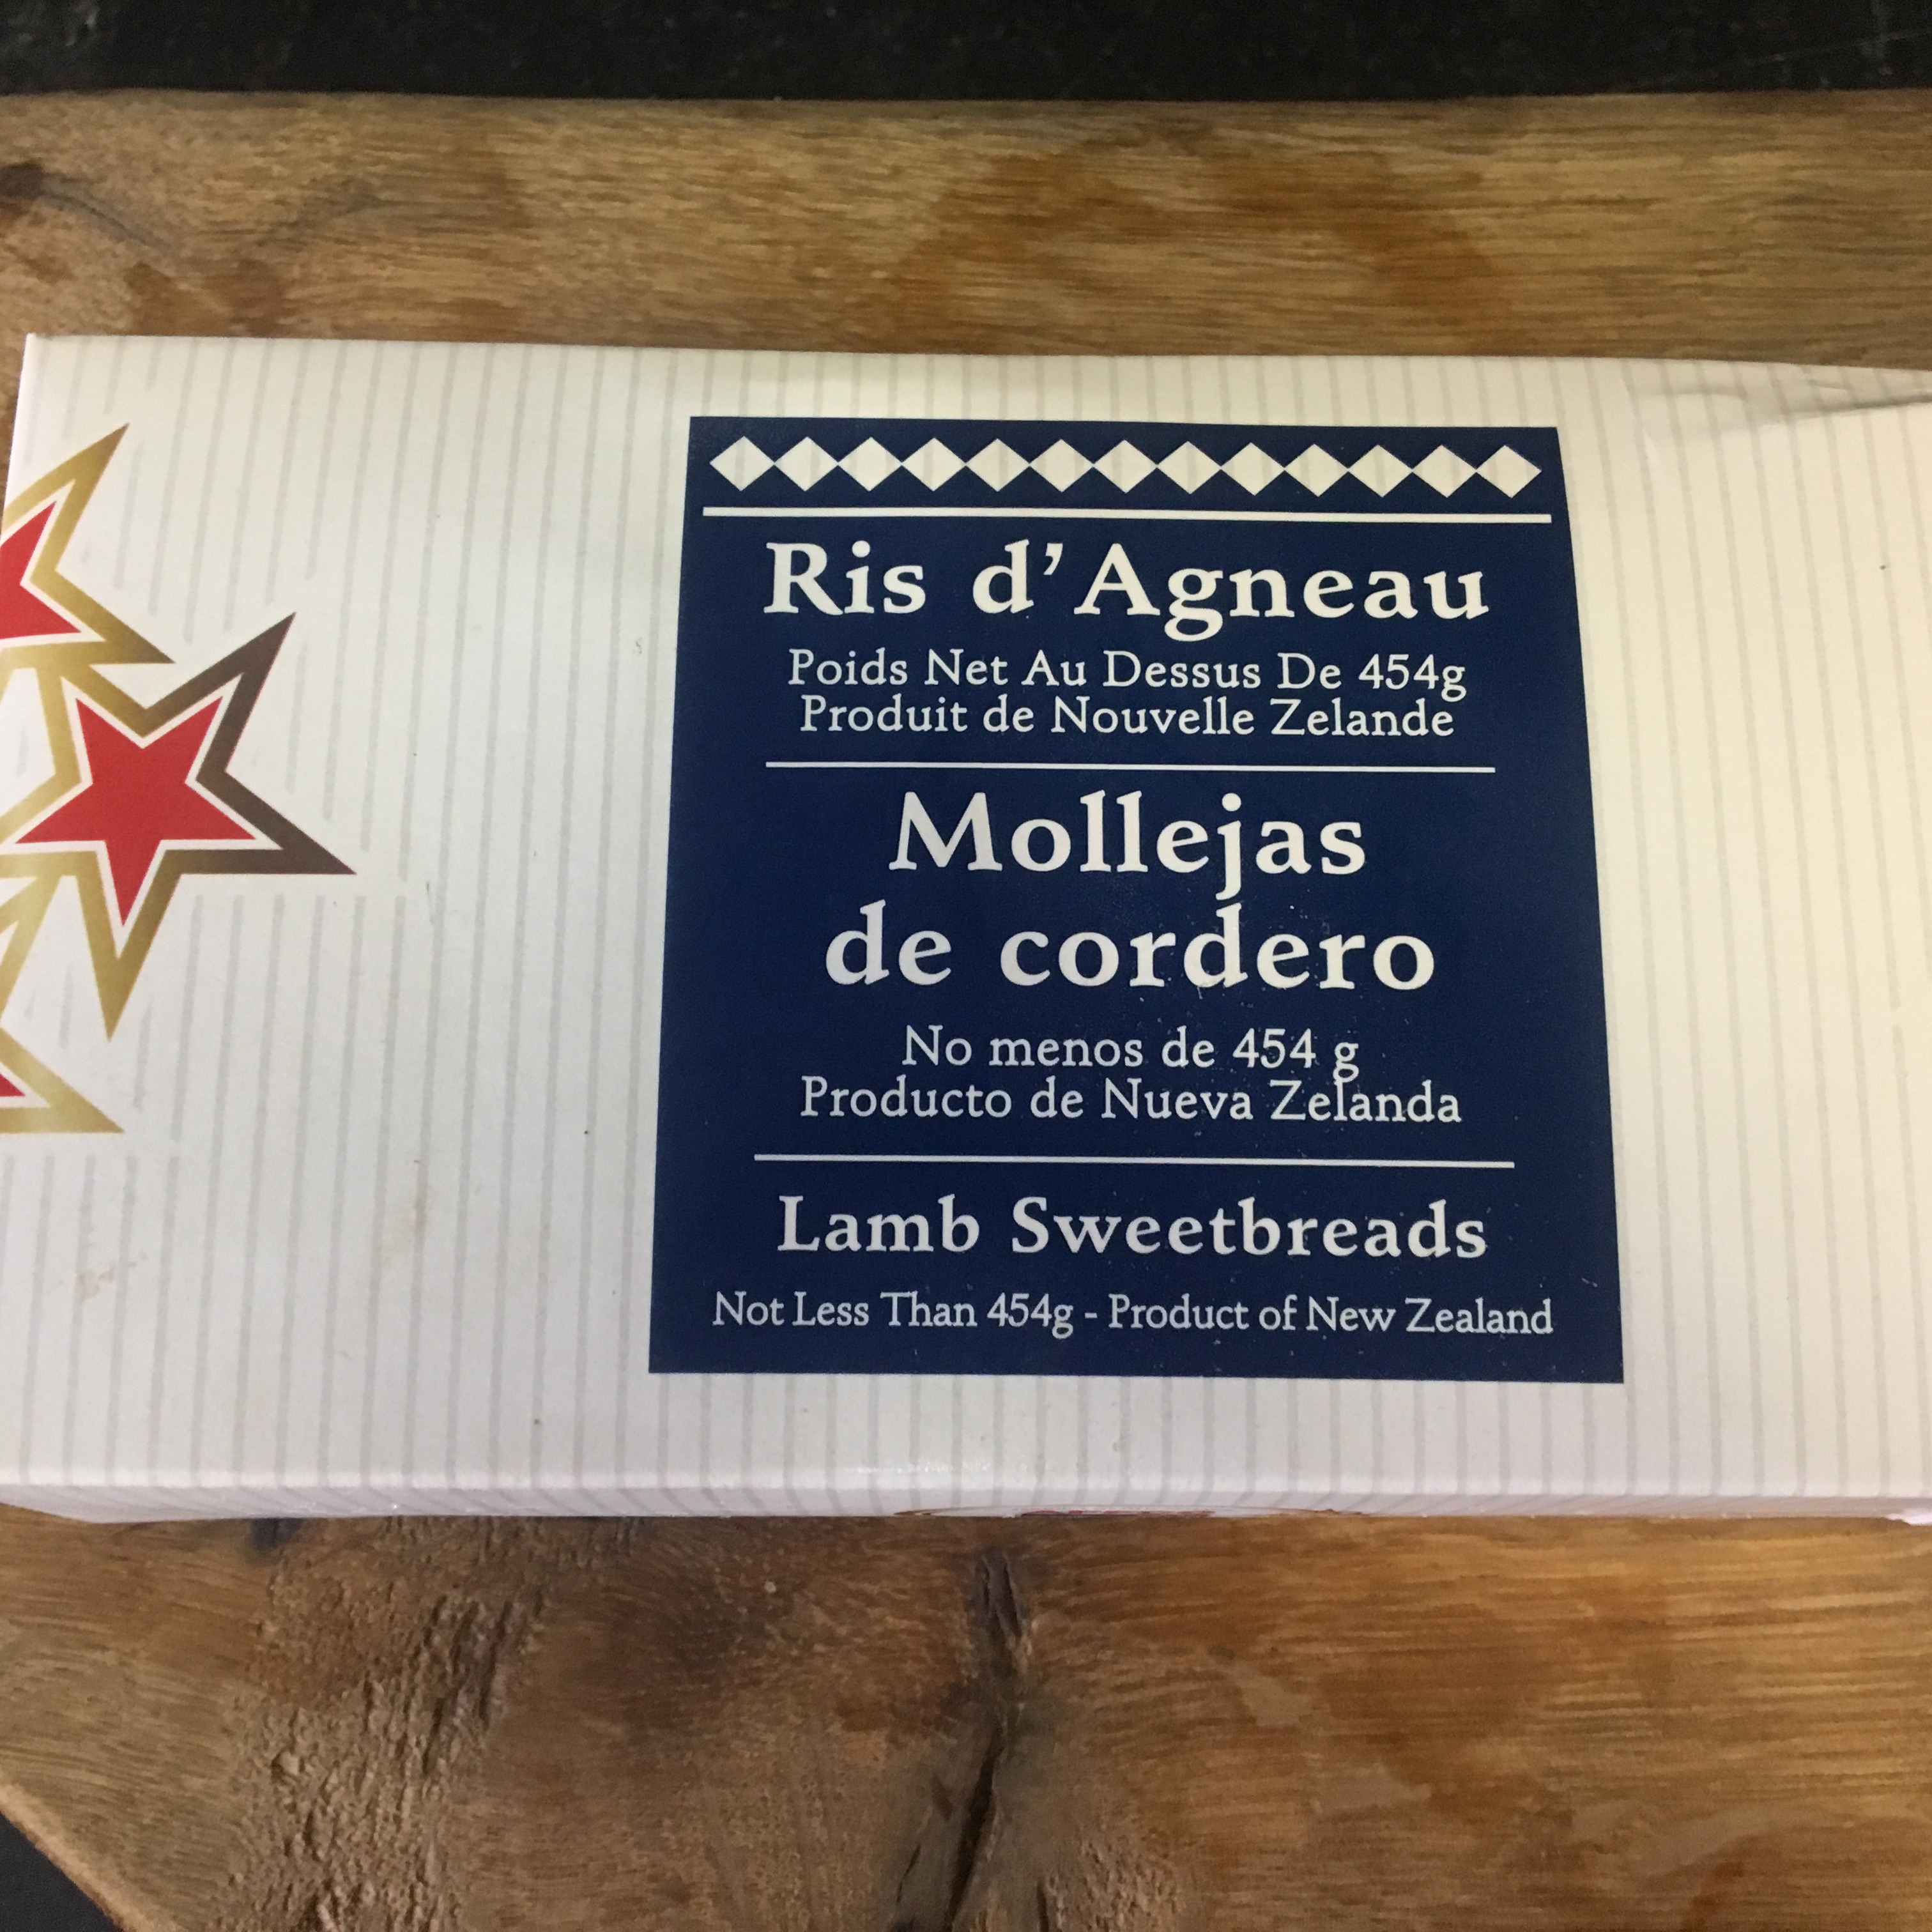 Ris d'Agneau
Poids Net Au Dessus De 454g
Produit de Nouvelle Zelande
Mollejas
de cordero
No menos de 454 g
Producto de Nueva Zelanda
Lamb Sweetbreads
Not Less Than 454g - Product of New Zealand